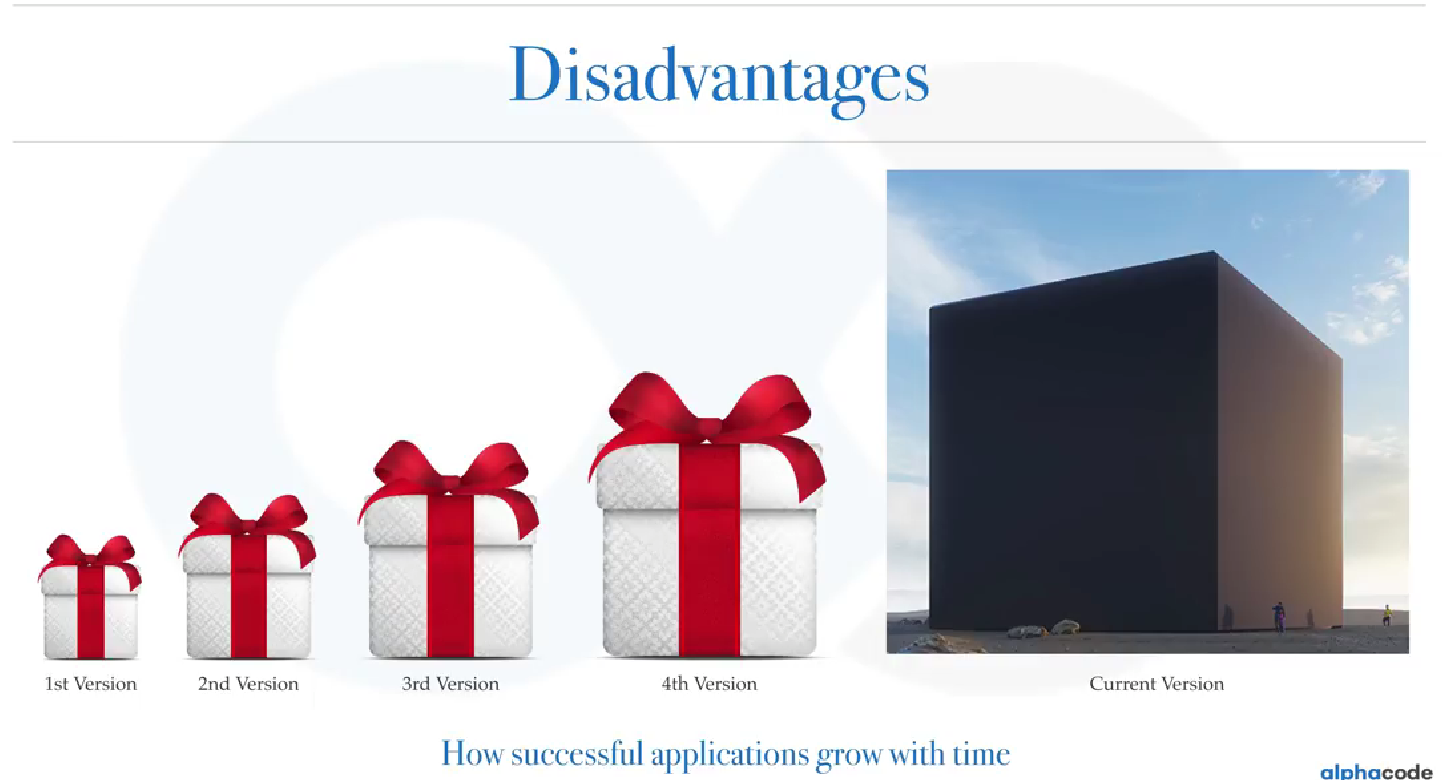 Disadvantages
1st Version
2nd Version
3rd Version
4th Version
Current Version
How successful applications grow with time
alphacode